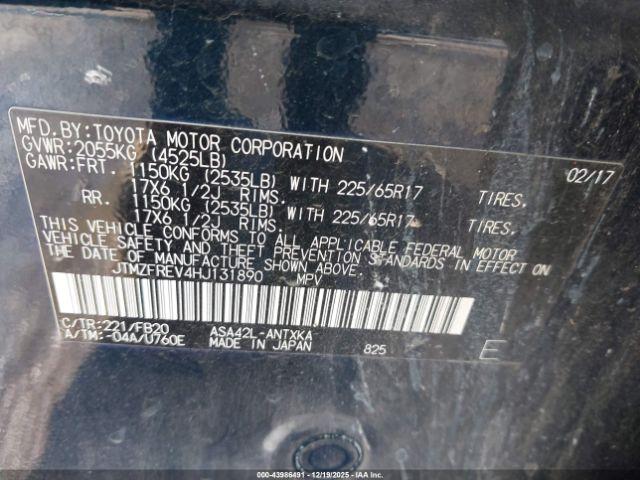 MFD. BY: TOYOTA MOTOR CORPORATION 02/17
GVWR: 2055KG (4525LB)
GAWR: FRT. 1150KG (2535LB) WITH 225/65R17 TIRES.
17X6 1/2J RIMS.
RR. 1150KG (2535LB) WITH 225/65R17 TIRES.
17X6 1/2J RIMS.
THIS VEHICLE CONFORMS TO ALL APPLICABLE FEDERAL MOTOR
VEHICLE SAFETY, BUMPER, AND THEFT PREVENTION STANDARDS IN EFFECT ON
THE DATE OF MANUFACTURE SHOWN ABOVE.
JTMZFREV4HJ131890 MPV
C/TR: 221/FB20 ASA42L-ANTXKA
A/TM: -04A/U760E MADE IN JAPAN 825 E
000-43986491 - 12/19/2025 - IAA Inc.